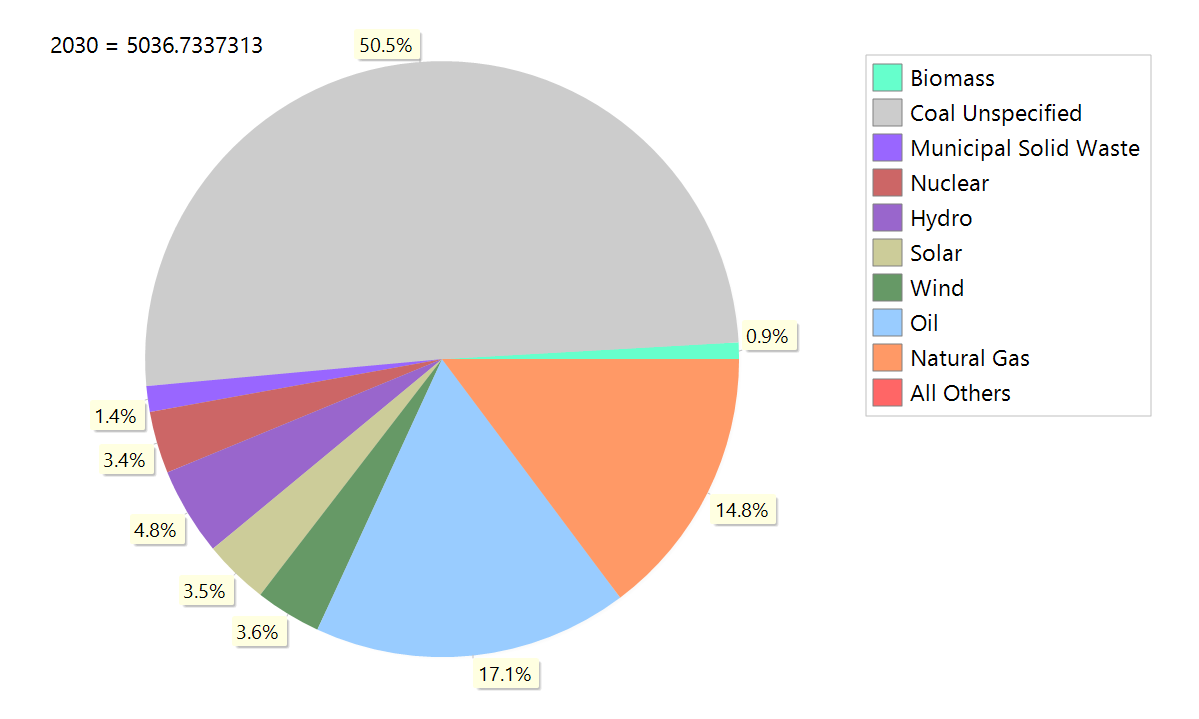 2030 = 5036.7337313
50.5%
0.9%
1.4%
3.4%
4.8%
3.5%
3.6%
17.1%
14.8%
Biomass
Coal Unspecified
Municipal Solid Waste
Nuclear
Hydro
Solar
Wind
Oil
Natural Gas
All Others